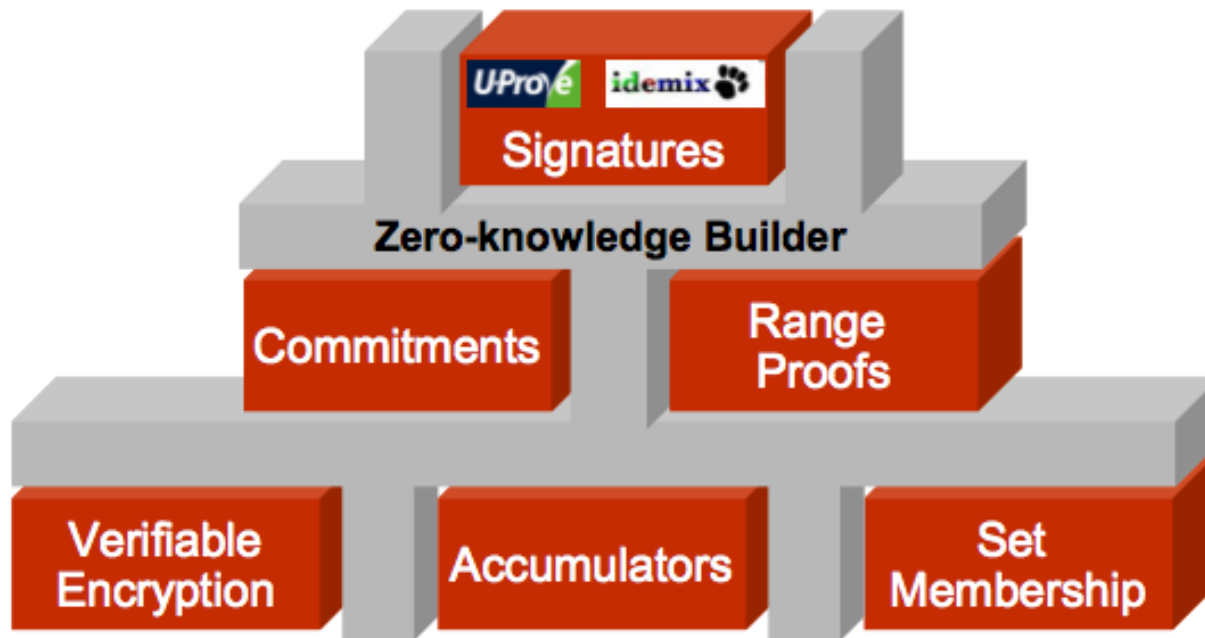 U-Prove idemix
Signatures
Zero-knowledge Builder
Commitments
Range
Proofs
Verifiable
Encryption
Accumulators
Set
Membership